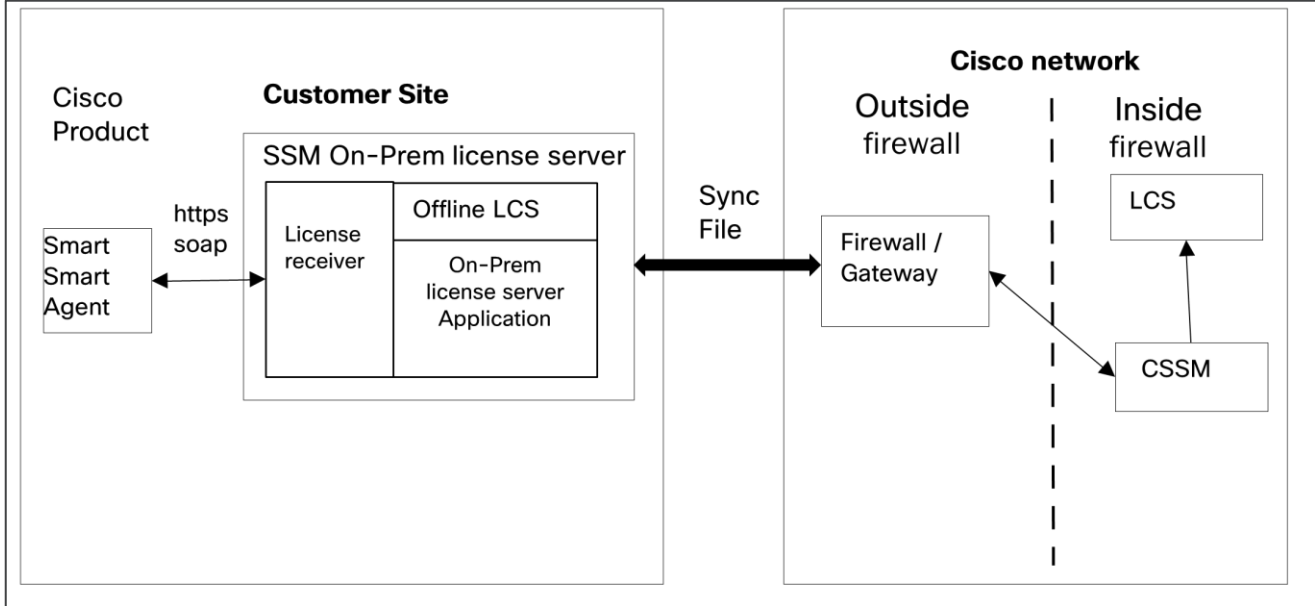 Cisco
Product
Customer Site
SSM On-Prem license server
https
soap
Smart
Smart
Agent
License
receiver
Offline LCS
On-Prem
license server
Application
Sync
File
Cisco network
Outside
firewall
Inside
firewall
Firewall /
Gateway
LCS
CSSM